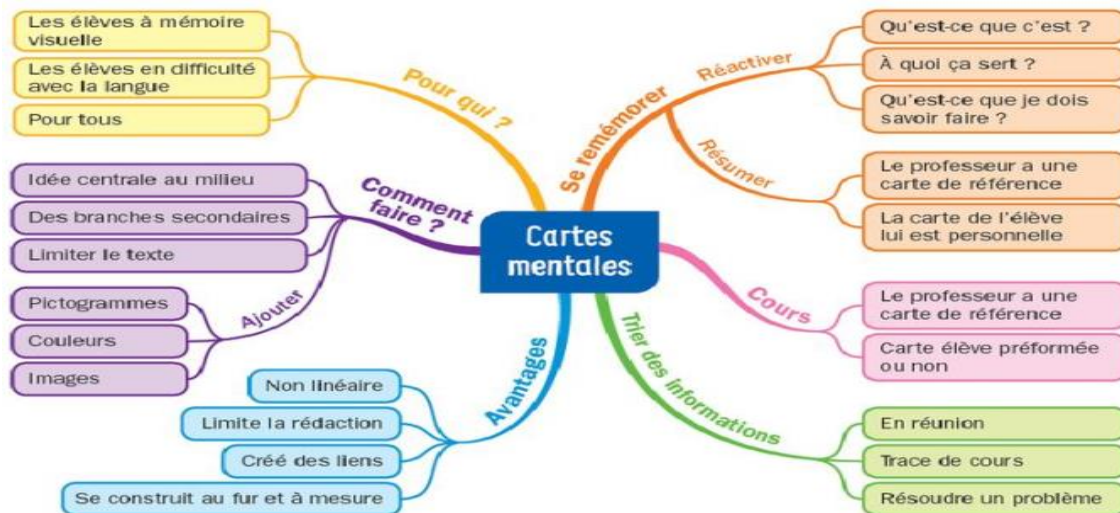 Les élèves à mémoire
visuelle
Les élèves en difficulté
avec la langue
Pour tous
Pour qui ?
Idée centrale au milieu
Des branches secondaires
Limiter le texte
Comment
faire ?
Pictogrammes
Couleurs
Images
Ajouter
Non linéaire
Limite la rédaction
Créé des liens
Se construit au fur et à mesure
Avantages
Cartes
mentales
Se remémorer
Réactiver
Qu'est-ce que c'est ?
À quoi ça sert ?
Qu'est-ce que je dois
savoir faire ?
Résumer
Le professeur a une
carte de référence
La carte de l'élève
lui est personnelle
Cours
Le professeur a une
carte de référence
Carte élève préformée
ou non
Trier des informations
En réunion
Trace de cours
Résoudre un problème